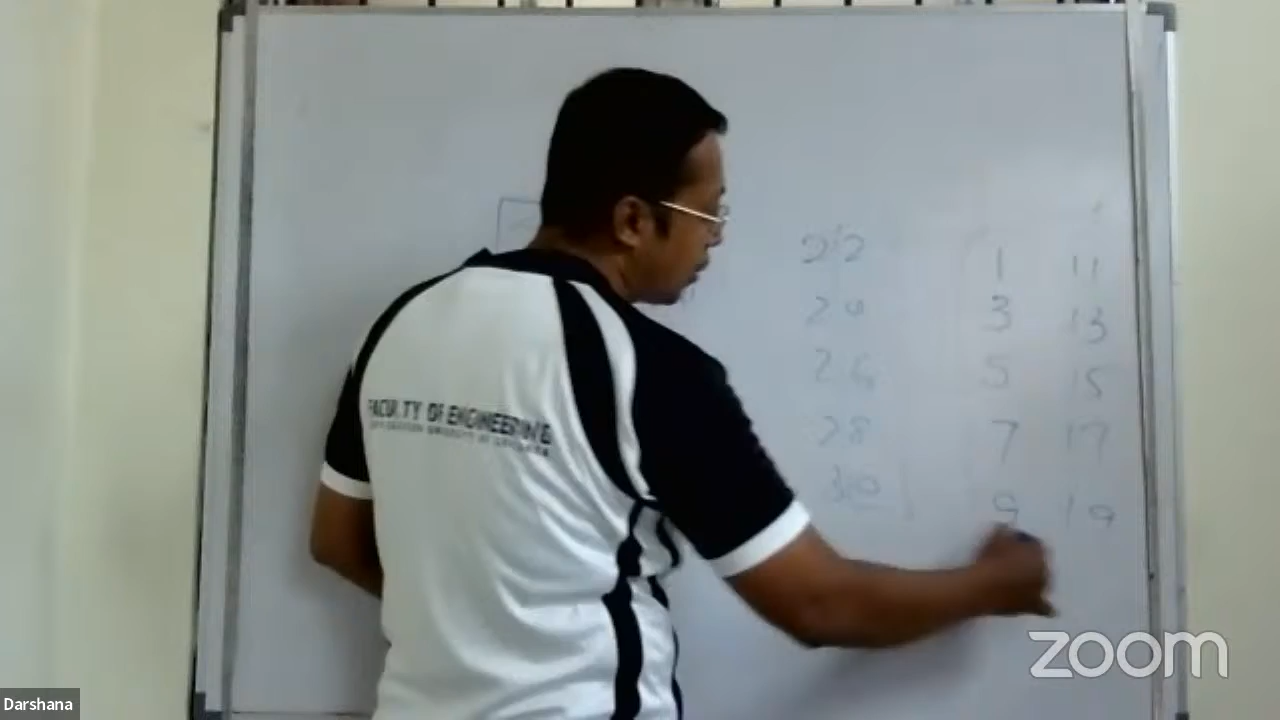 22 1 11
24 3 13
26 5 15
28 7 17
30 9 19
FACULTY OF ENGINEERING
zoom
Darshana